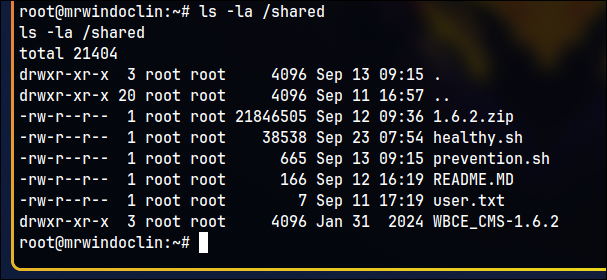 root@mrwindoclin:~# ls -la /shared
ls -la /shared
total 21404
drwxr-xr-x  3 root root     4096 Sep 13 09:15 .
drwxr-xr-x 20 root root     4096 Sep 11 16:57 ..
-rw-r--r--  1 root root 21846505 Sep 12 09:36 1.6.2.zip
-rw-r--r--  1 root root    38538 Sep 23 07:54 healthy.sh
-rw-r--r--  1 root root      665 Sep 13 09:15 prevention.sh
-rw-r--r--  1 root root      166 Sep 12 16:19 README.MD
-rw-r--r--  1 root root        7 Sep 11 17:19 user.txt
drwxr-xr-x  3 root root     4096 Jan 31  2024 WBCE_CMS-1.6.2
root@mrwindoclin:~#